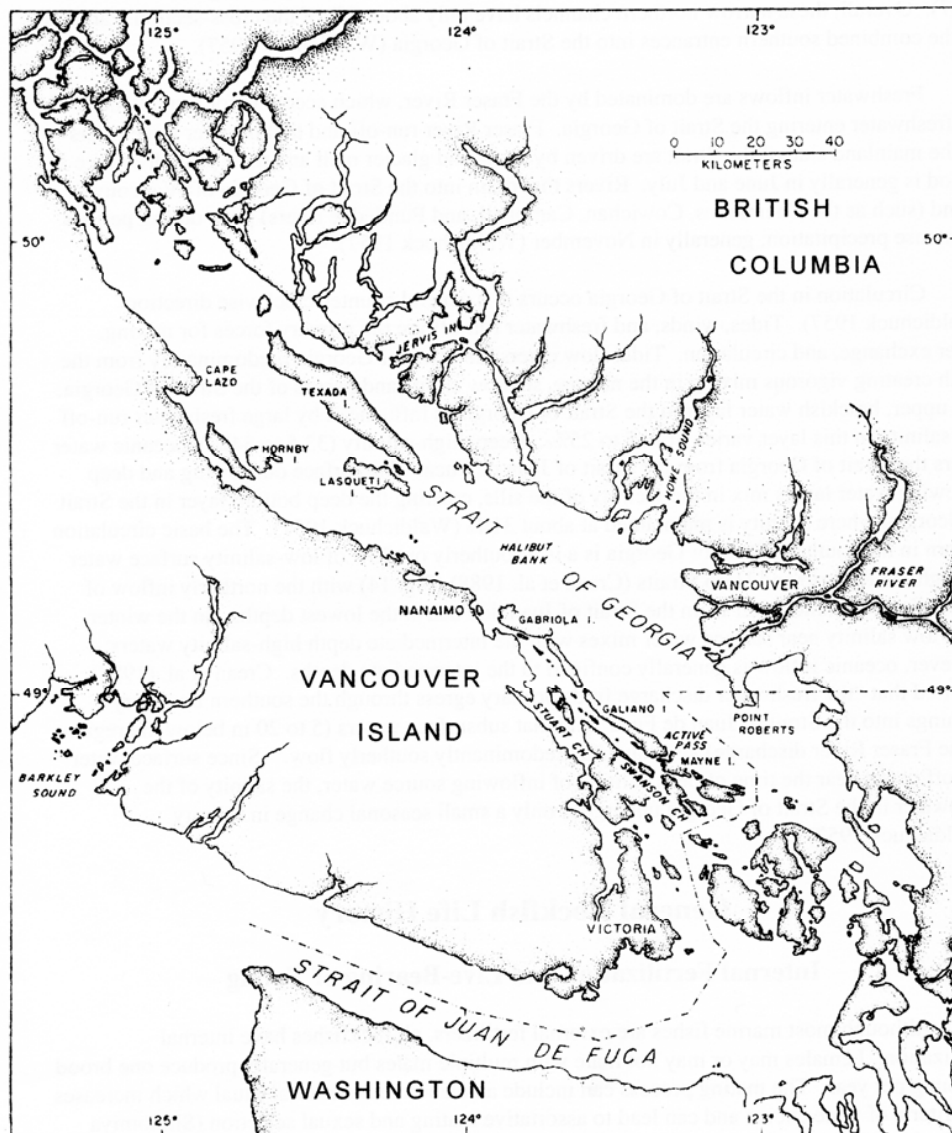 125°
124°
123°
0 10 20 30 40
KILOMETERS
BRITISH
COLUMBIA
50°
50°
JERVIS IN.
CAPE
LAZO
TEXADA
I.
HORNBY
I.
LASQUETI
I.
HOWE SOUND
STRAIT OF GEORGIA
HALIBUT
BANK
VANCOUVER
FRASER
RIVER
NANAIMO
GABRIOLA I.
49°
49°
VANCOUVER
ISLAND
STUART CH.
GALIANO I.
POINT
ROBERTS
ACTIVE
PASS
MAYNE I.
SWANSON CH.
BARKLEY
SOUND
VICTORIA
STRAIT OF JUAN DE FUCA
WASHINGTON
125°
124°
123°